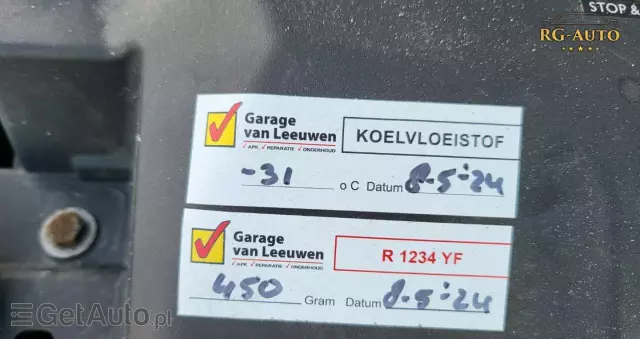 STOP &
RG-AUTO
Garage
van Leeuwen
APK ✓ REPARATIE ✓ ONDERHOUD
KOELVLOEISTOF
-31 o C Datum 8-5-'24
Garage
van Leeuwen
APK ✓ REPARATIE ✓ ONDERHOUD
R 1234 YF
450 Gram Datum 8-5-'24
GetAuto.pl